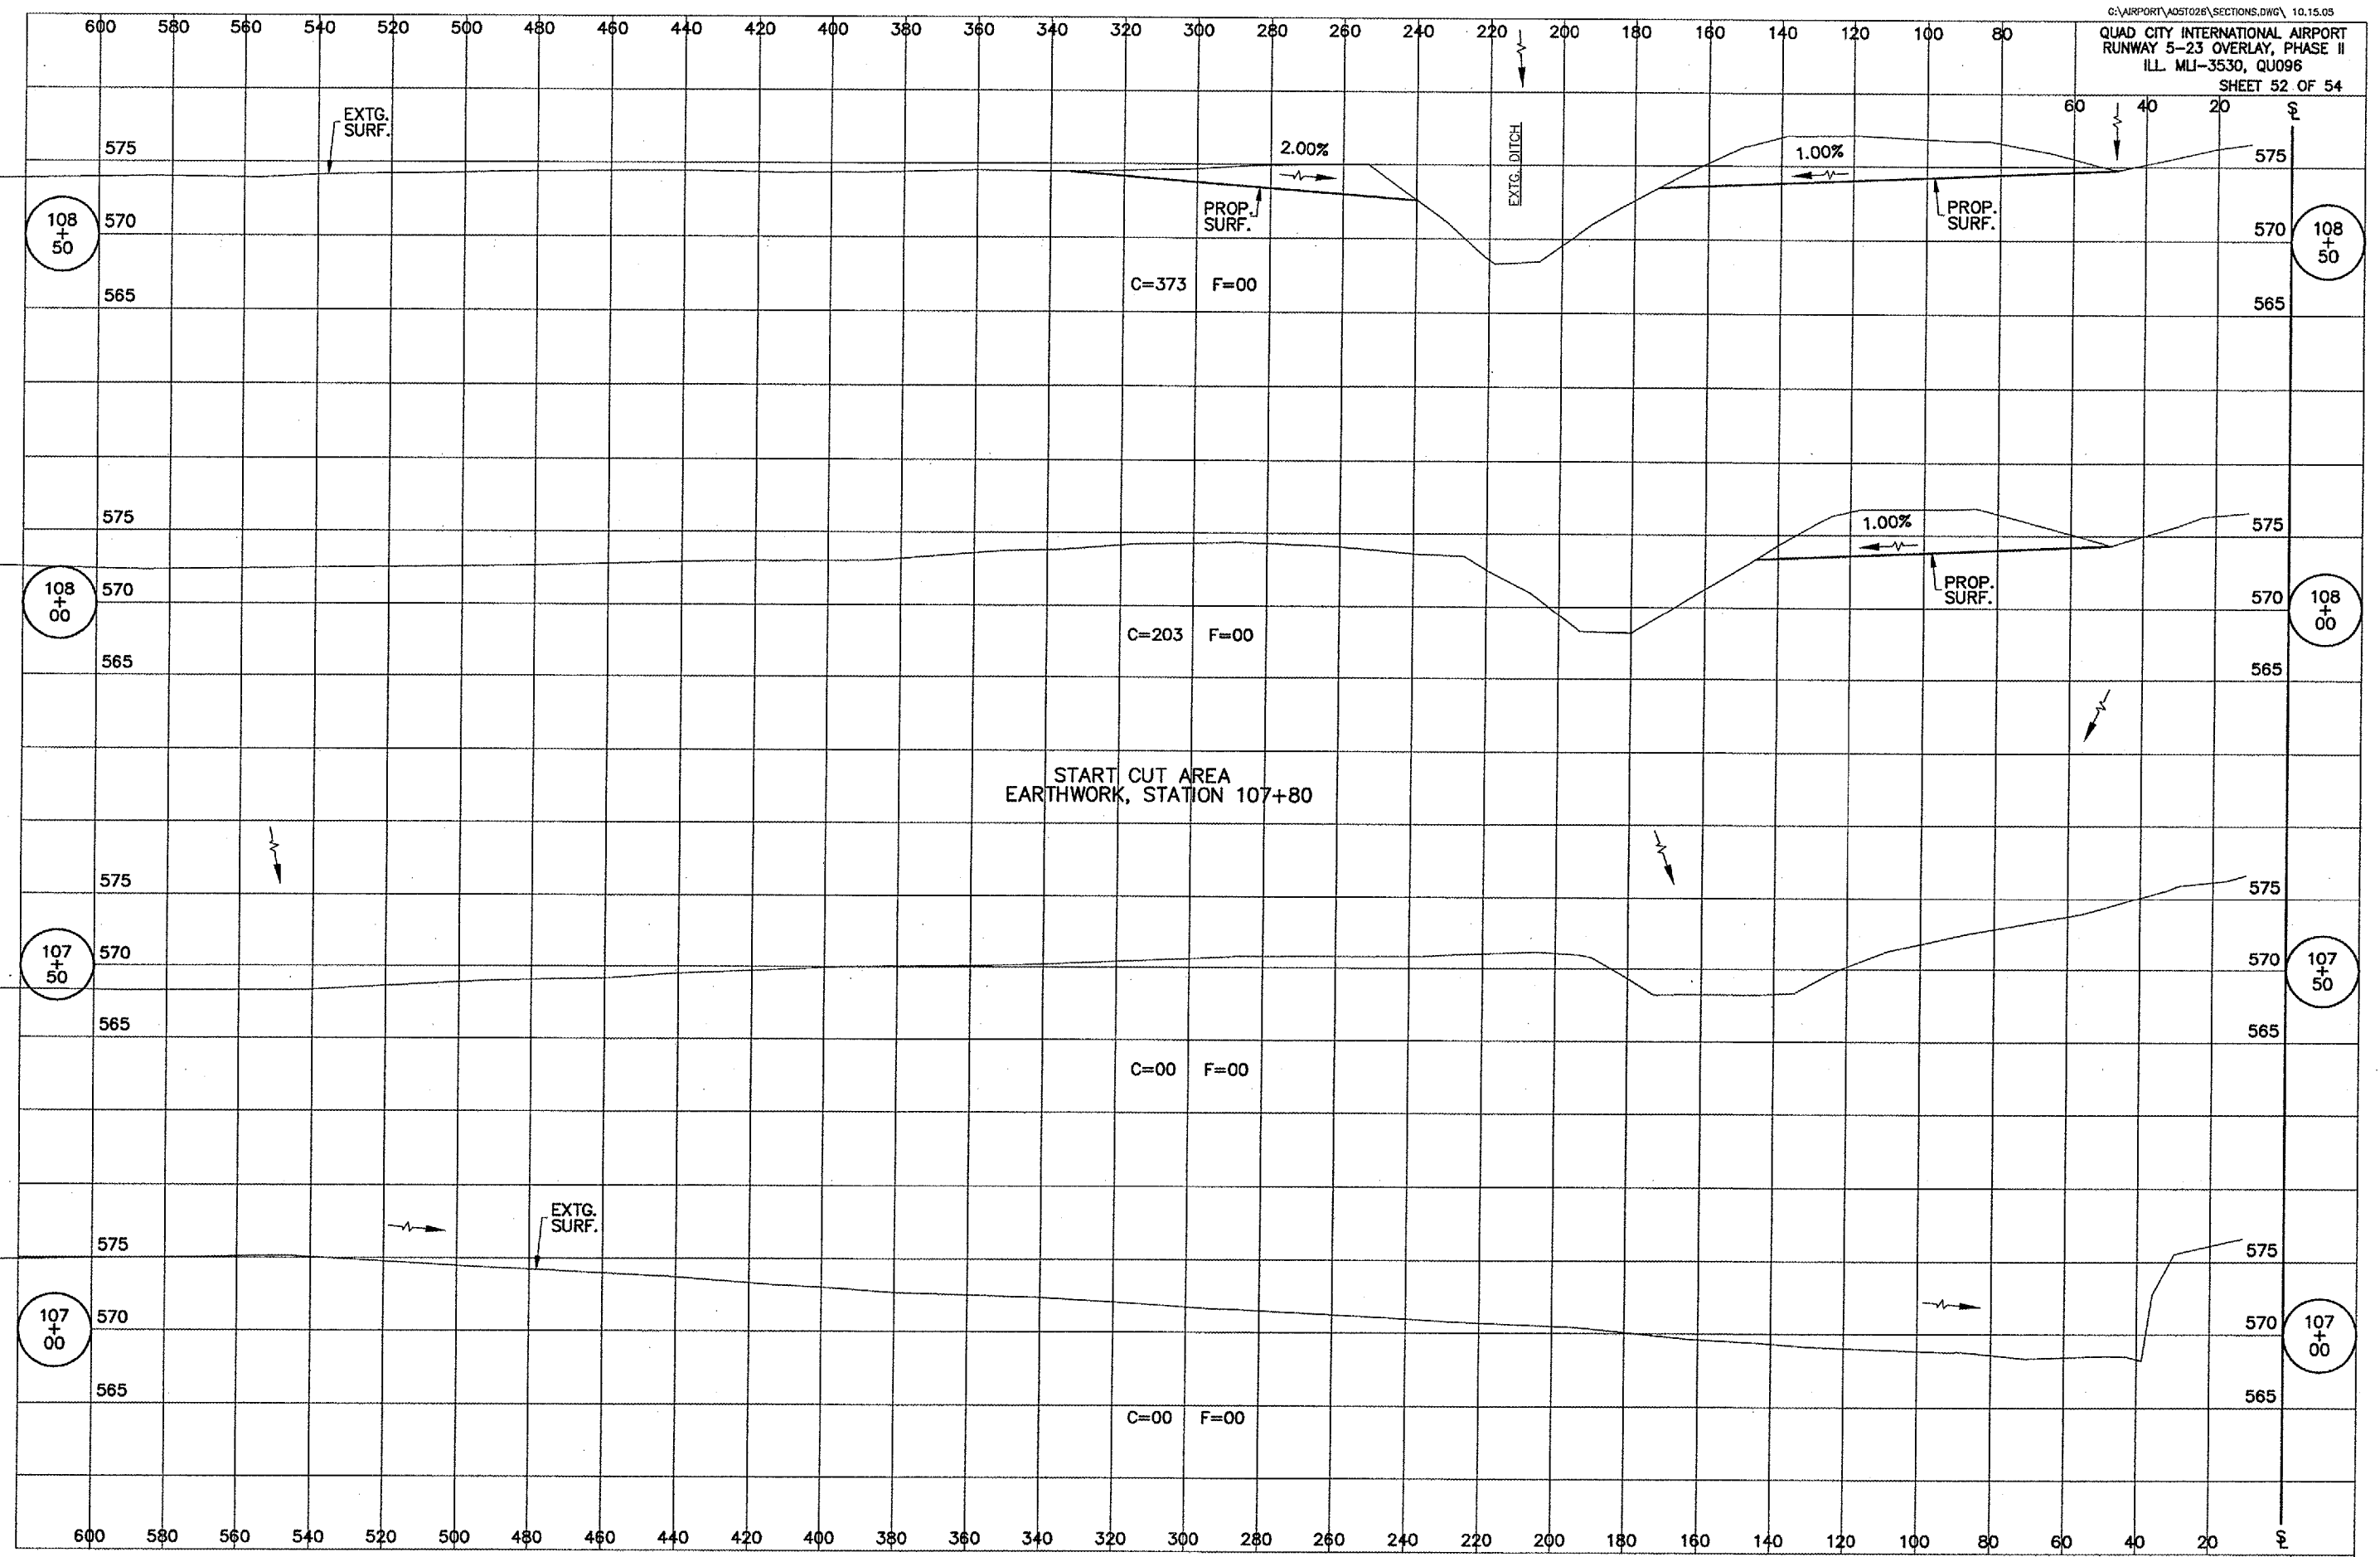 C:\AIRPORT\A05T026\SECTIONS.DWG\ 10.15.05
QUAD CITY INTERNATIONAL AIRPORT
RUNWAY 5-23 OVERLAY, PHASE II
ILL. MLI-3530, QU096
SHEET 52 OF 54
600 580 560 540 520 500 480 460 440 420 400 380 360 340 320 300 280 260 240 220 200 180 160 140 120 100 80
60 40 20 ℄
EXTG.
SURF.
EXTG. DITCH
2.00%
1.00%
575 575
PROP.
SURF.
PROP.
SURF.
108
+
50
570 570
108
+
50
C=373 F=00
565 565
575 575
1.00%
PROP.
SURF.
108
+
00
570 570
108
+
00
C=203 F=00
565 565
START CUT AREA
EARTHWORK, STATION 107+80
575 575
107
+
50
570 570
107
+
50
565 565
C=00 F=00
EXTG.
SURF.
575 575
107
+
00
570 570
107
+
00
565 565
C=00 F=00
600 580 560 540 520 500 480 460 440 420 400 380 360 340 320 300 280 260 240 220 200 180 160 140 120 100 80 60 40 20 ℄